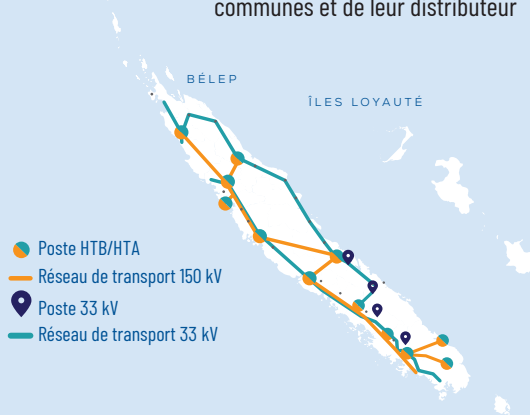 communes et de leur distributeur
BÉLEP
ÎLES LOYAUTÉ
Poste HTB/HTA
Réseau de transport 150 kV
Poste 33 kV
Réseau de transport 33 kV